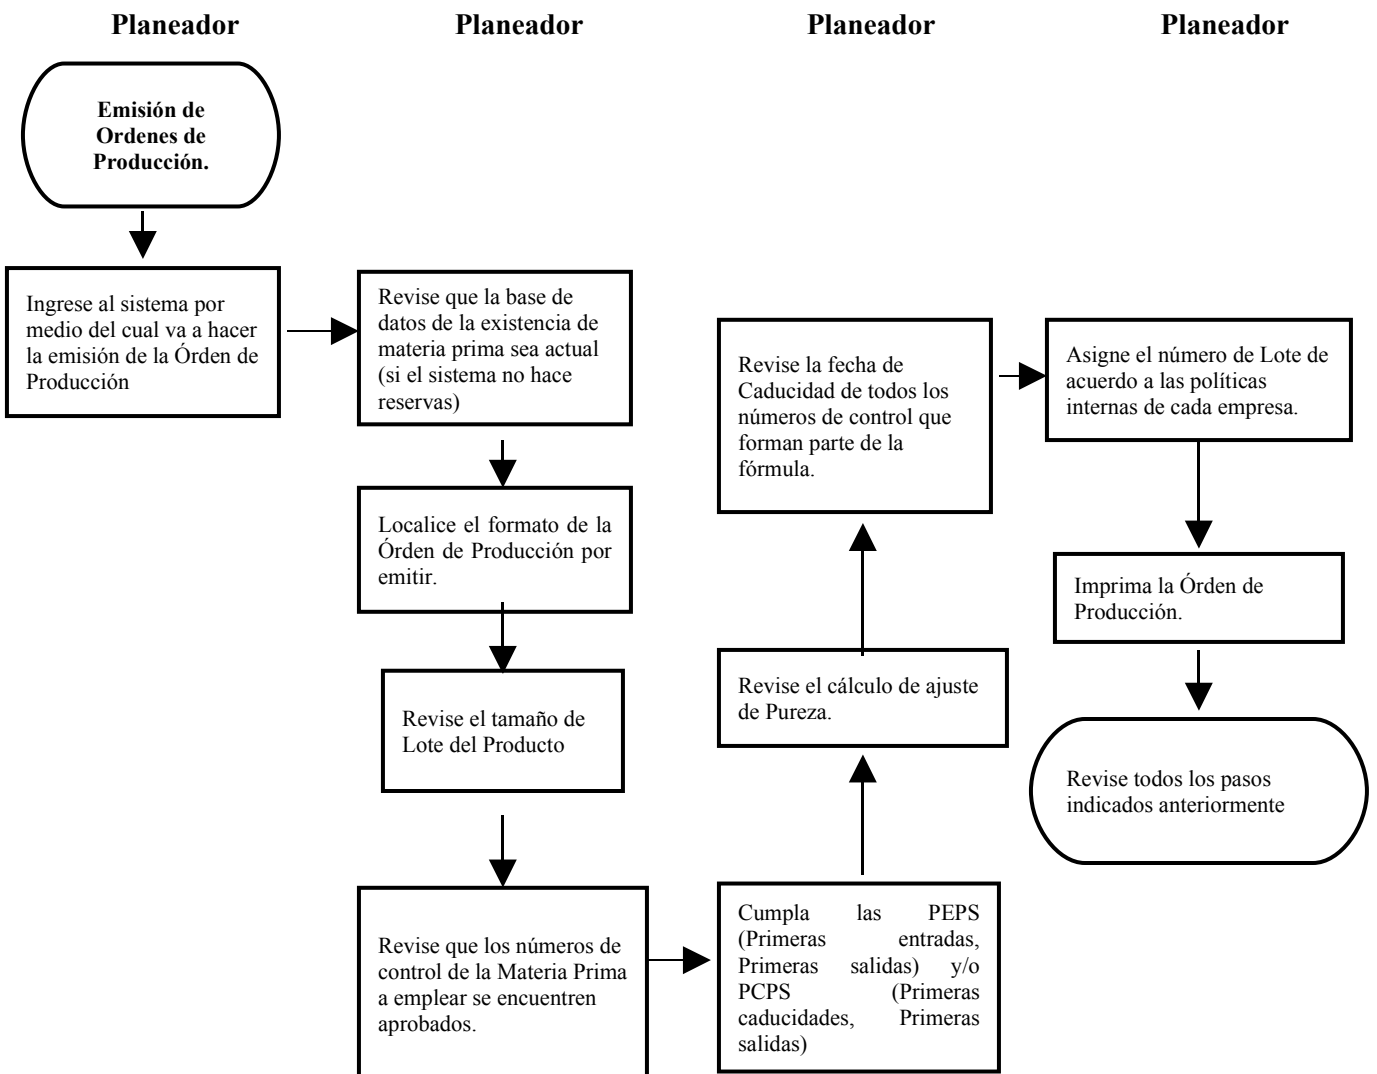 Planeador
Planeador
Planeador
Planeador
Emisión de
Ordenes de
Producción.
Ingrese al sistema por
medio del cual va a hacer
la emisión de la Órden de
Producción
Revise que la base de
datos de la existencia de
materia prima sea actual
(si el sistema no hace
reservas)
Localice el formato de la
Órden de Producción por
emitir.
Revise el tamaño de
Lote del Producto
Revise que los números de
control de la Materia Prima
a emplear se encuentren
aprobados.
Cumpla las PEPS
(Primeras entradas,
Primeras salidas) y/o
PCPS (Primeras
caducidades, Primeras
salidas)
Revise el cálculo de ajuste
de Pureza.
Revise la fecha de
Caducidad de todos los
números de control que
forman parte de la
fórmula.
Asigne el número de Lote de
acuerdo a las políticas
internas de cada empresa.
Imprima la Órden de
Producción.
Revise todos los pasos
indicados anteriormente